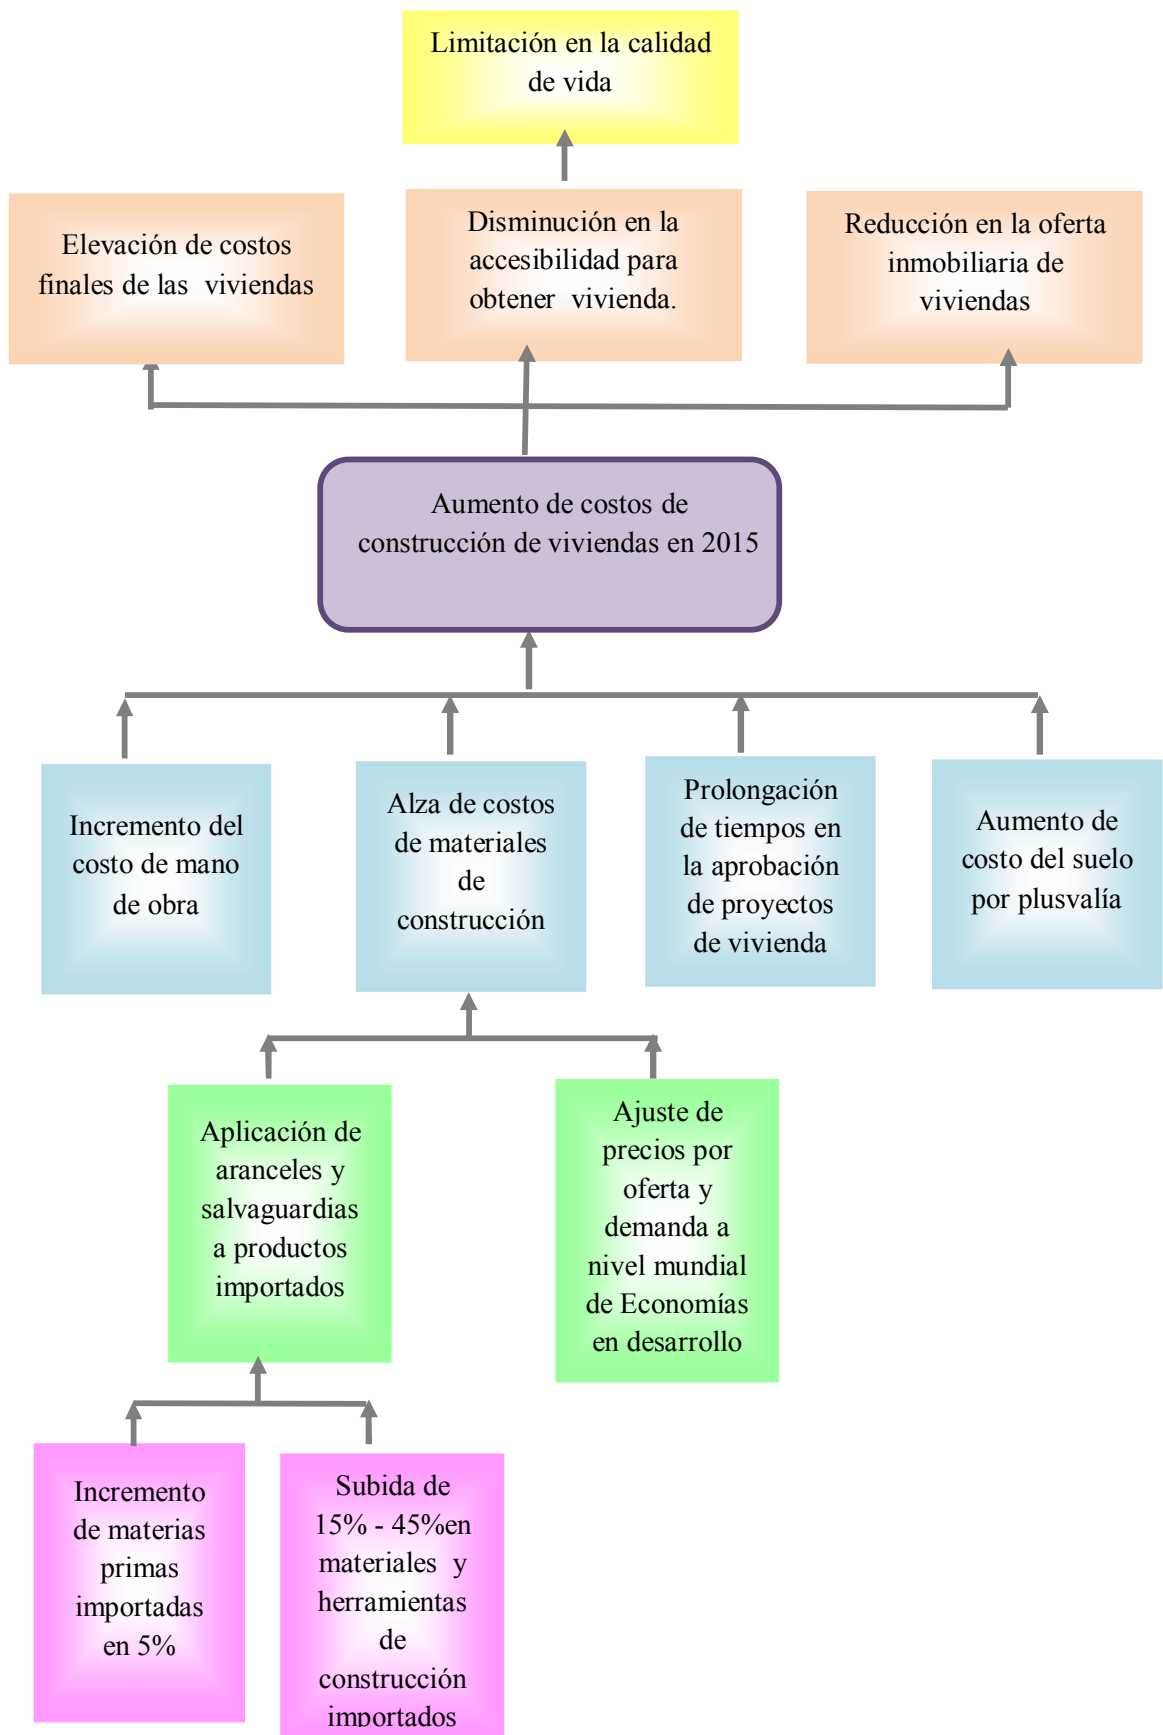 Limitación en la calidad
de vida
Elevación de costos
finales de las viviendas
Disminución en la
accesibilidad para
obtener vivienda.
Reducción en la oferta
inmobiliaria de
viviendas
Aumento de costos de
construcción de viviendas en 2015
Incremento del
costo de mano
de obra
Alza de costos
de materiales
de
construcción
Prolongación
de tiempos en
la aprobación
de proyectos
de vivienda
Aumento de
costo del suelo
por plusvalía
Aplicación de
aranceles y
salvaguardias
a productos
importados
Ajuste de
precios por
oferta y
demanda a
nivel mundial
de Economías
en desarrollo
Incremento
de materias
primas
importadas
en 5%
Subida de
15% - 45%en
materiales y
herramientas
de
construcción
importados